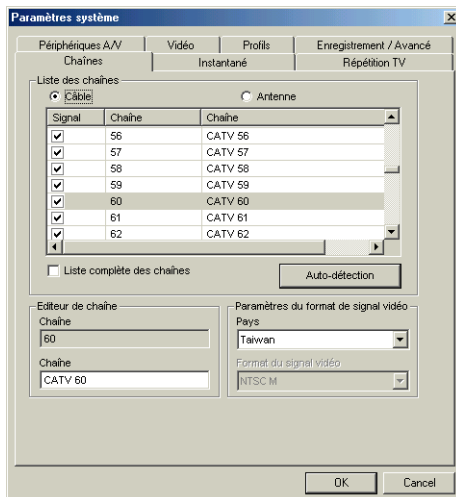 Paramètres système
Périphériques A/V Vidéo Profils Enregistrement / Avancé
Chaînes Instantané Répétition TV
Liste des chaînes
Câble Antenne
Signal Chaîne Chaîne
56 CATV 56
57 CATV 57
58 CATV 58
59 CATV 59
60 CATV 60
61 CATV 61
62 CATV 62
Liste complète des chaînes Auto-détection
Editeur de chaîne Paramètres du format de signal vidéo
Chaîne Pays
60 Taiwan
Chaîne Format du signal vidéo
CATV 60 NTSC M
OK Cancel